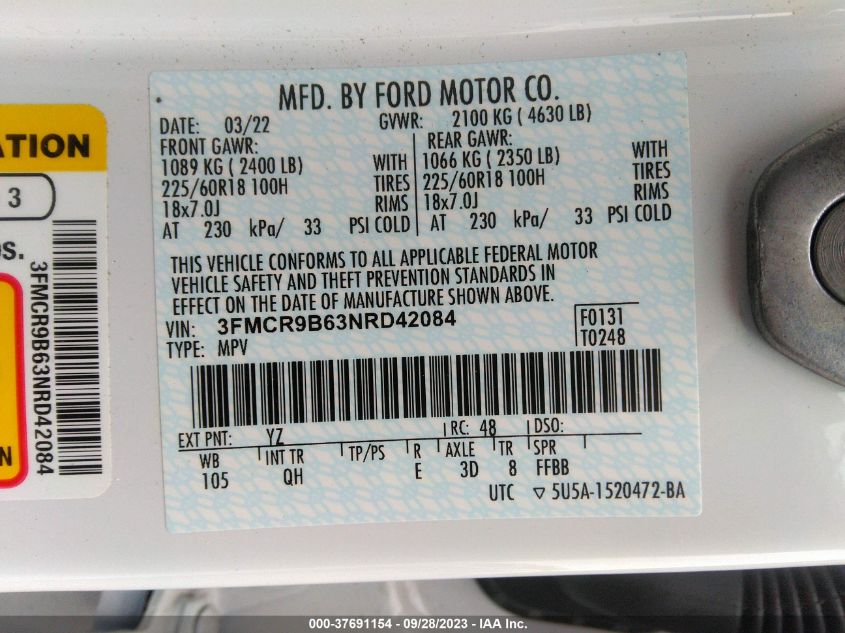 MFD. BY FORD MOTOR CO.
DATE: 03/22 GVWR: 2100 KG ( 4630 LB)
FRONT GAWR: REAR GAWR:
1089 KG ( 2400 LB) WITH 1066 KG ( 2350 LB) WITH
225/60R18 100H TIRES 225/60R18 100H TIRES
18x7.0J RIMS 18x7.0J RIMS
AT 230 kPa/ 33 PSI COLD AT 230 kPa/ 33 PSI COLD
THIS VEHICLE CONFORMS TO ALL APPLICABLE FEDERAL MOTOR
VEHICLE SAFETY AND THEFT PREVENTION STANDARDS IN
EFFECT ON THE DATE OF MANUFACTURE SHOWN ABOVE.
VIN: 3FMCR9B63NRD42084 F0131
TYPE: MPV T0248
EXT PNT: YZ RC: 48 DSO:
WB INT TR TP/PS R AXLE TR SPR
105 QH E 3D 8 FFBB
UTC ▽ 5U5A-1520472-BA
ATION
3
OS.
3FMCR9B63NRD42084
N
000-37691154 - 09/28/2023 - IAAI Inc.